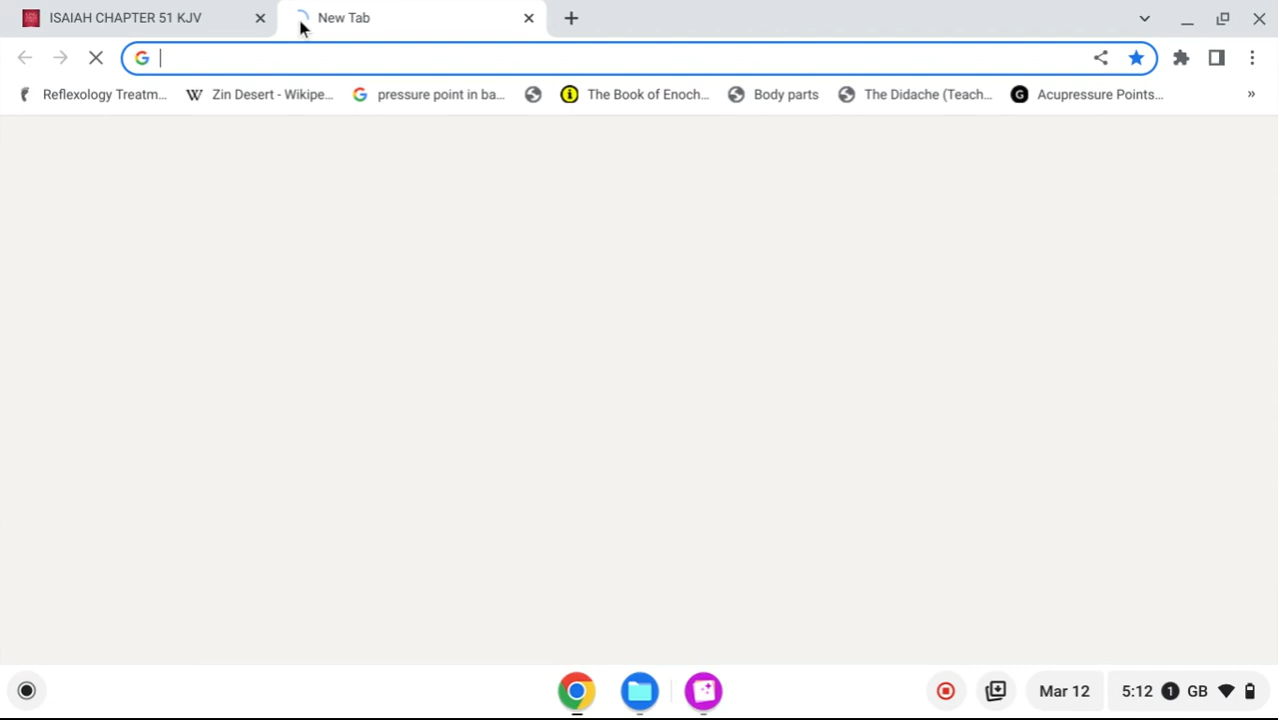 ISAIAH CHAPTER 51 KJV New Tab
Reflexology Treatm... Zin Desert - Wikipe... pressure point in ba... The Book of Enoch... Body parts The Didache (Teach... Acupressure Points... »
Mar 12 5:12 1 GB